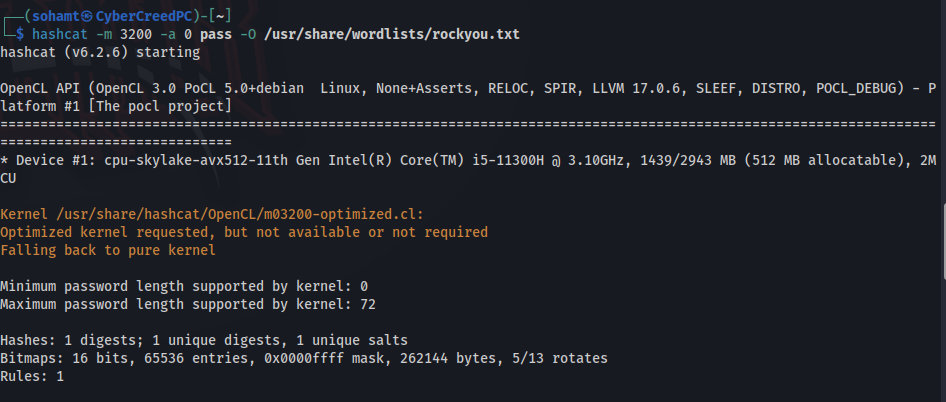 ┌──(sohamt㉿CyberCreedPC)-[~]
└─$ hashcat -m 3200 -a 0 pass -O /usr/share/wordlists/rockyou.txt
hashcat (v6.2.6) starting
OpenCL API (OpenCL 3.0 PoCL 5.0+debian  Linux, None+Asserts, RELOC, SPIR, LLVM 17.0.6, SLEEF, DISTRO, POCL_DEBUG) - P
latform #1 [The pocl project]
=====================================================================================================================
=============================
* Device #1: cpu-skylake-avx512-11th Gen Intel(R) Core(TM) i5-11300H @ 3.10GHz, 1439/2943 MB (512 MB allocatable), 2M
CU
Kernel /usr/share/hashcat/OpenCL/m03200-optimized.cl:
Optimized kernel requested, but not available or not required
Falling back to pure kernel
Minimum password length supported by kernel: 0
Maximum password length supported by kernel: 72
Hashes: 1 digests; 1 unique digests, 1 unique salts
Bitmaps: 16 bits, 65536 entries, 0x0000ffff mask, 262144 bytes, 5/13 rotates
Rules: 1